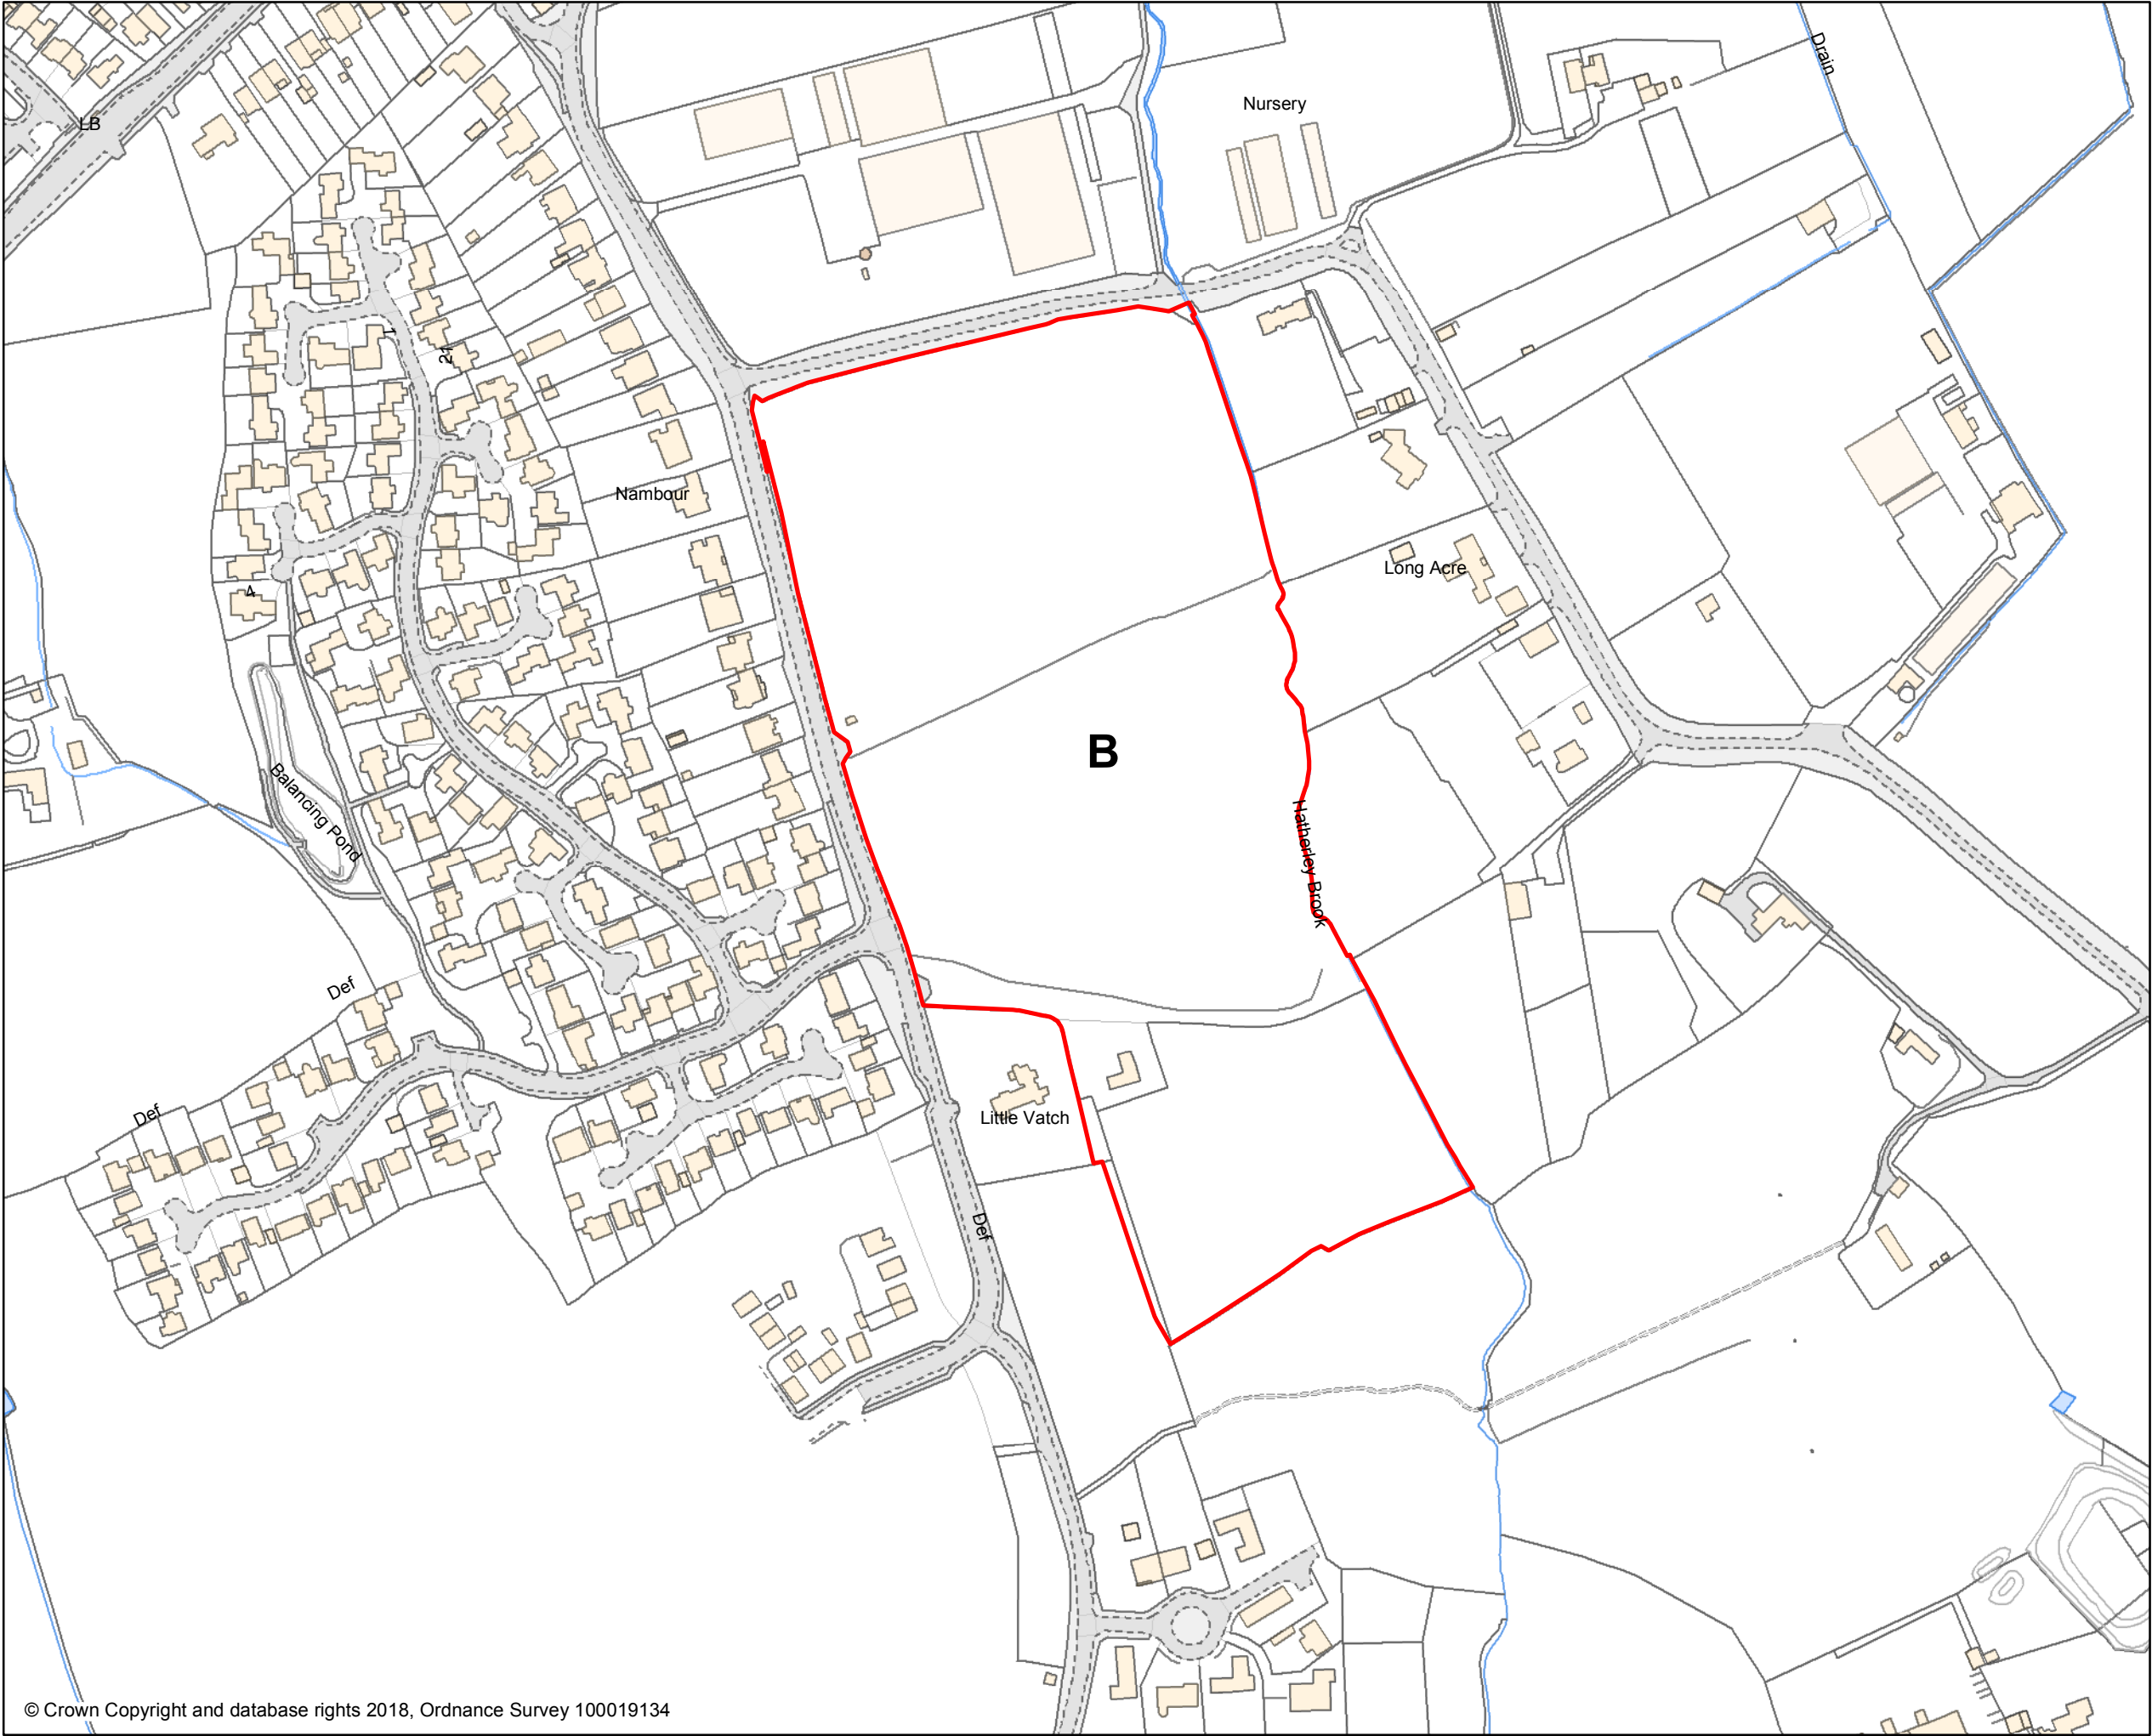 Drain
Nursery
LB
1
21
Nambour
Long Acre
4
B
Balancing Pond
Hatherley Brook
Def
Def
Little Vatch
Def
© Crown Copyright and database rights 2018, Ordnance Survey 100019134